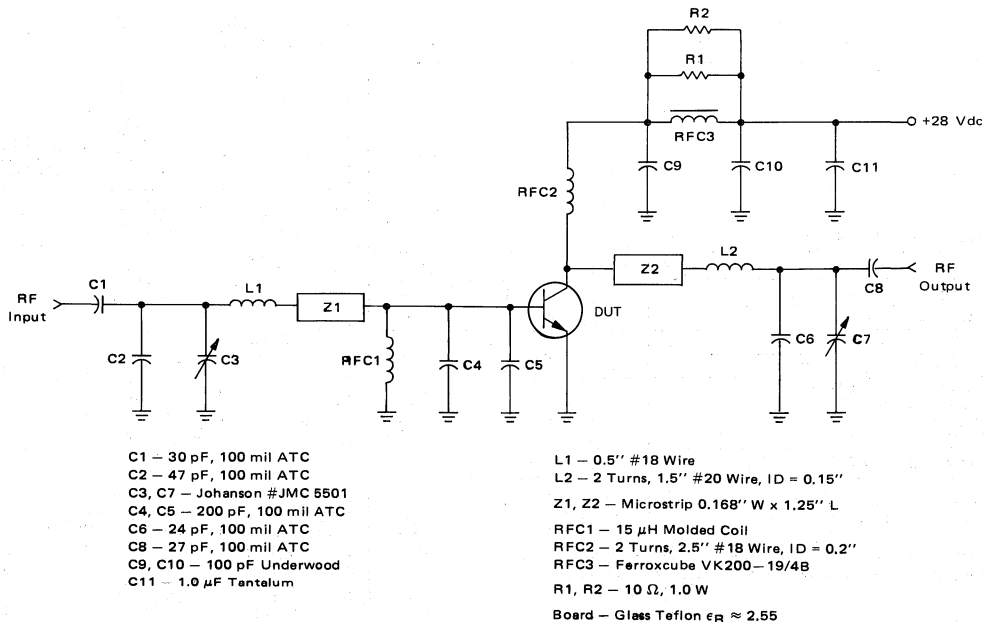 R2
R1
RFC3
+28 Vdc
C9
C10
C11
RFC2
C1
L1
Z1
Z2
L2
RF
Input
RF
Output
C8
DUT
C2
C3
RFC1
C4
C5
C6
C7
C1 – 30 pF, 100 mil ATC
C2 – 47 pF, 100 mil ATC
C3, C7 – Johanson #JMC 5501
C4, C5 – 200 pF, 100 mil ATC
C6 – 24 pF, 100 mil ATC
C8 – 27 pF, 100 mil ATC
C9, C10 – 100 pF Underwood
C11 – 1.0 μF Tantalum
L1 – 0.5'' #18 Wire
L2 – 2 Turns, 1.5'' #20 Wire, ID = 0.15''
Z1, Z2 – Microstrip 0.168'' W x 1.25'' L
RFC1 – 15 μH Molded Coil
RFC2 – 2 Turns, 2.5'' #18 Wire, ID = 0.2''
RFC3 – Ferroxcube VK200–19/4B
R1, R2 – 10 Ω, 1.0 W
Board – Glass Teflon εR ≈ 2.55